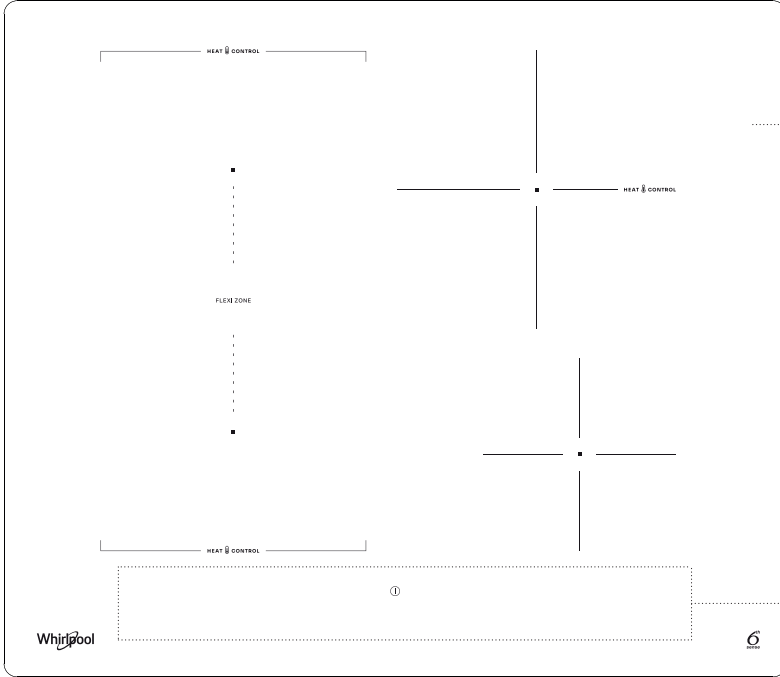 HEAT CONTROL
HEAT CONTROL
FLEXI ZONE
HEAT CONTROL
Whirlpool
6th
sense